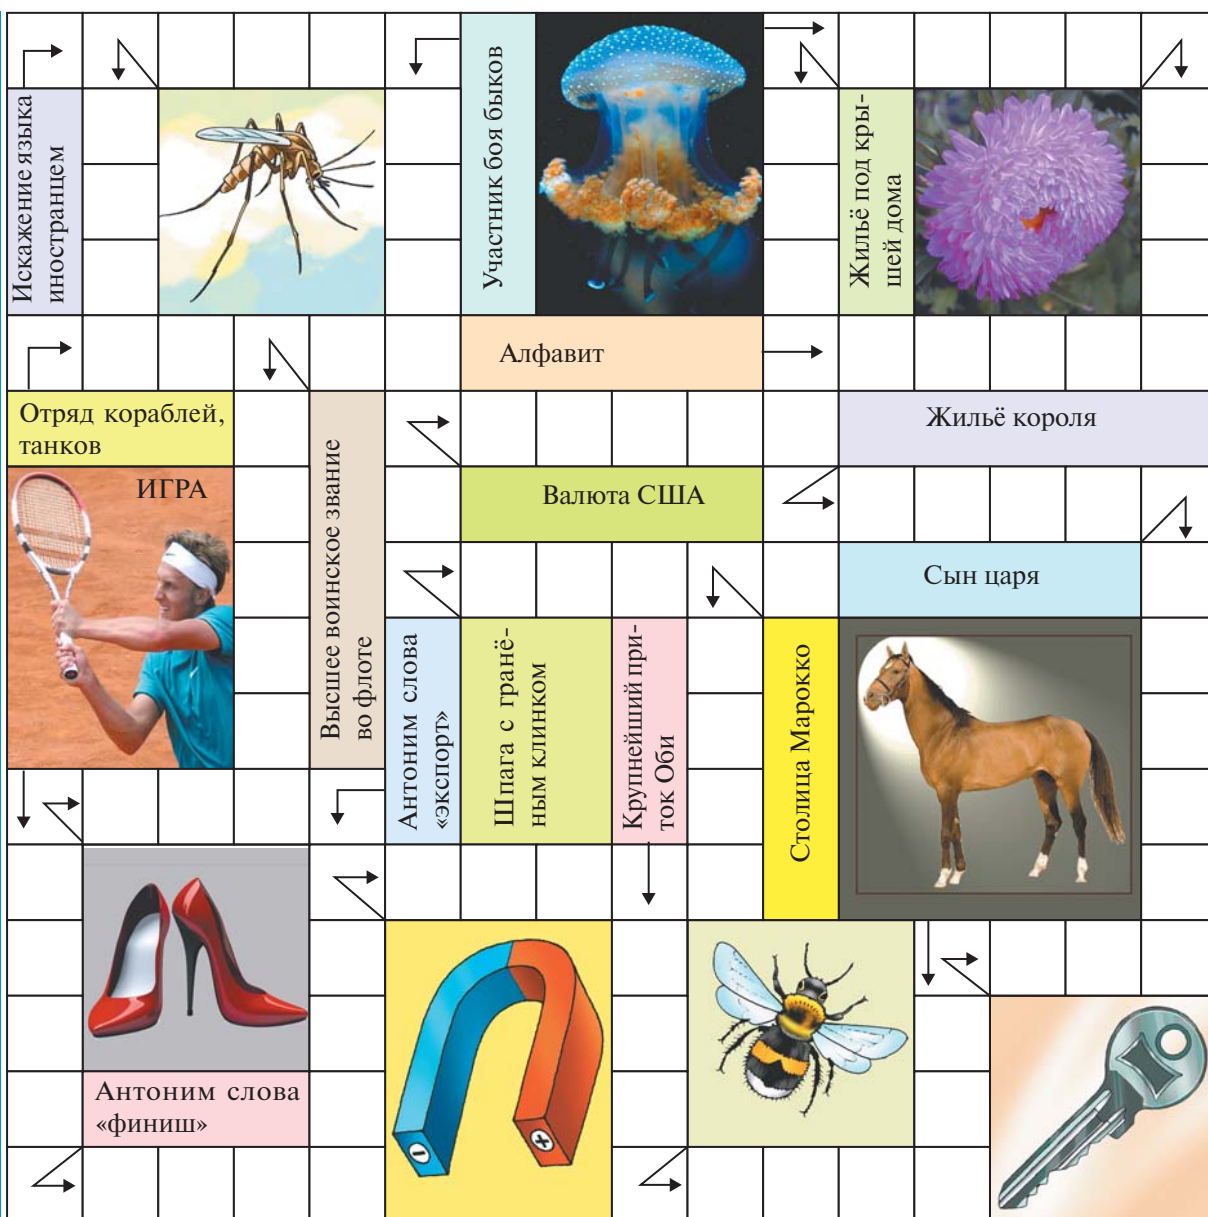 Искажение языка
иностранцем
Участник боя быков
Жильё под кры-
шей дома
Алфавит
Отряд кораблей,
танков
Высшее воинское звание
во флоте
Жильё короля
ИГРА
Валюта США
Сын царя
Антоним слова
«экспорт»
Шпага с гранё-
ным клинком
Крупнейший при-
ток Оби
Столица Марокко
Антоним слова
«финиш»